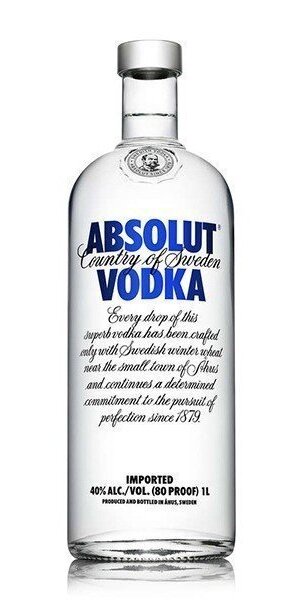 ABSOLUT®
Country of Sweden
VODKA
Every drop of this
superb vodka has been crafted
only with Swedish winter wheat
near the small town of Åhus
and continues a determined
commitment to the pursuit of
perfection since 1879.
IMPORTED
40% ALC./VOL. (80 PROOF) 1L
PRODUCED AND BOTTLED IN ÅHUS, SWEDEN